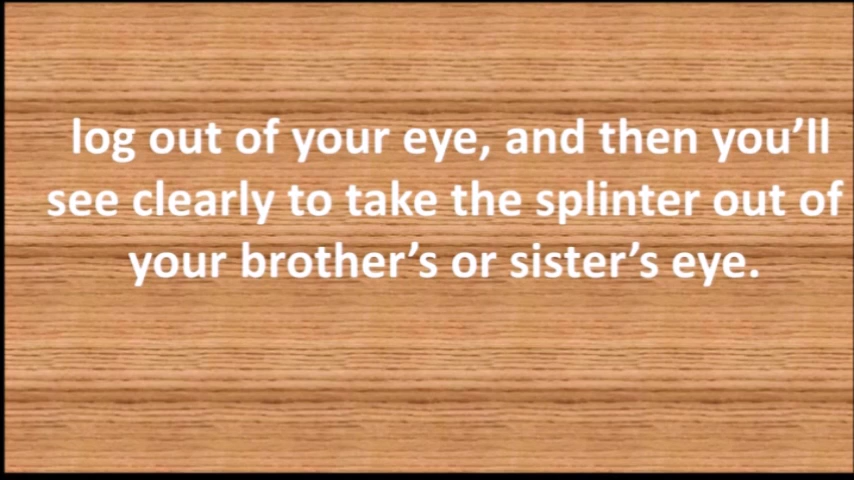 log out of your eye, and then you’ll
see clearly to take the splinter out of
your brother’s or sister’s eye.